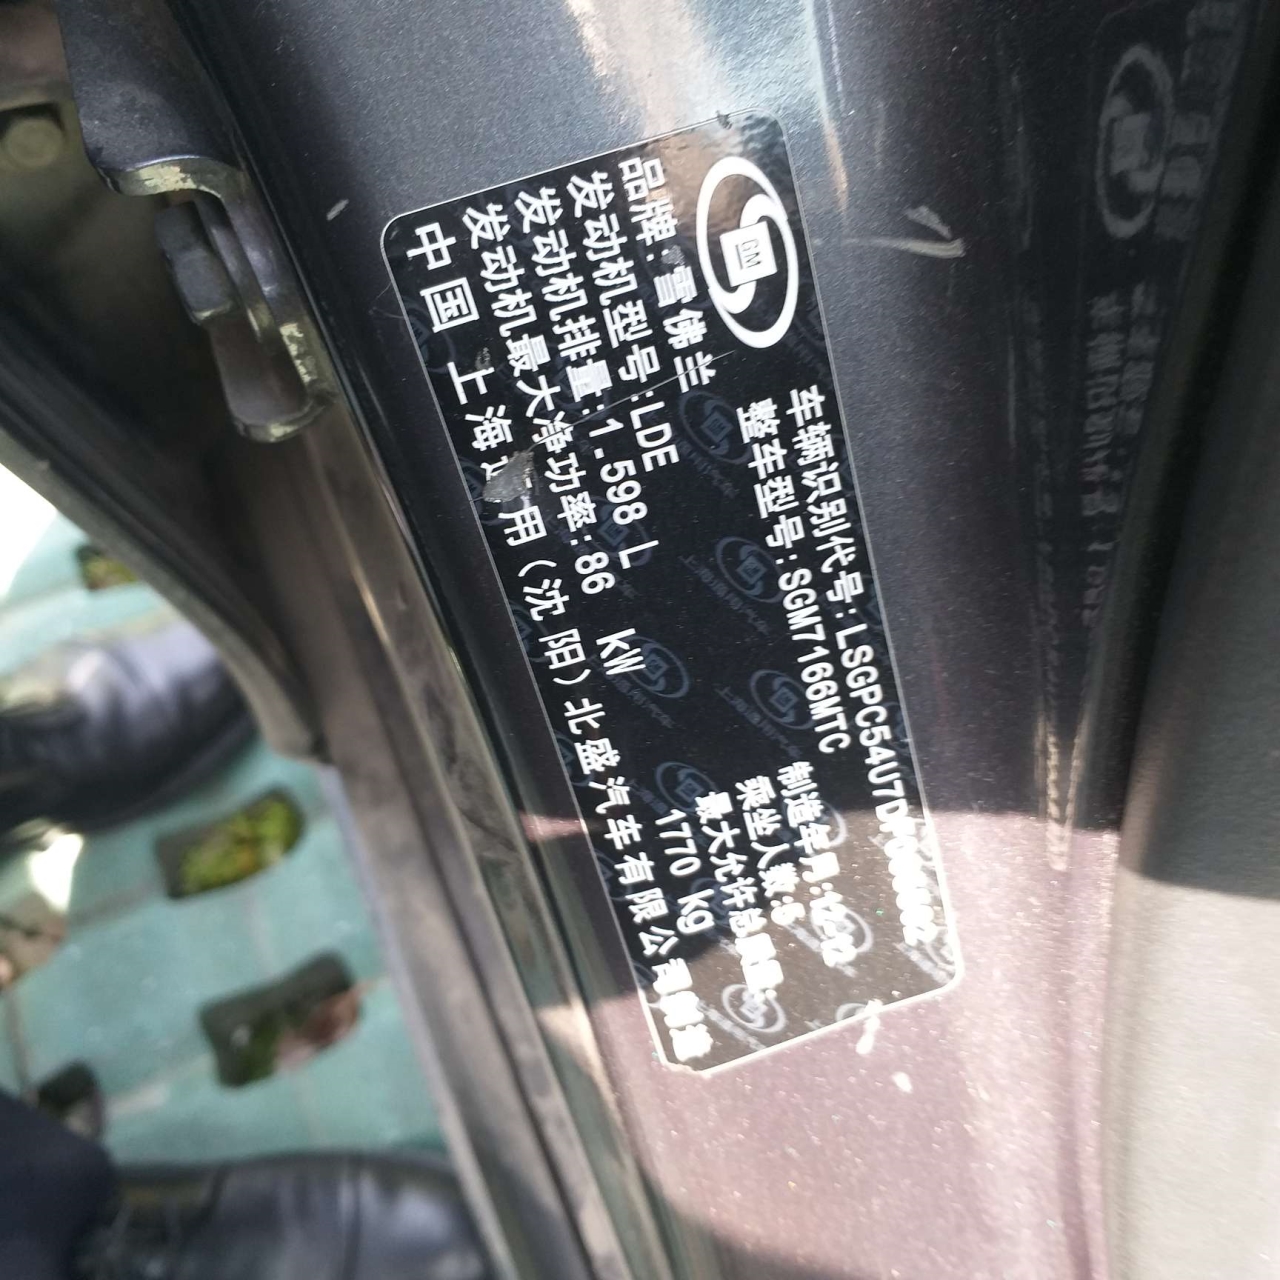 GM
车辆识别代号:LSGPC54U7D
品牌:雪佛兰
整车型号:SGM7166MTC
制造年月:
发动机型号:LDE
乘坐人数:5
发动机排量:1.598 L
最大允许总质量:
发动机最大净功率:86 KW
1770 kg
中国 上海 用(沈阳)北盛汽车有限公司制造